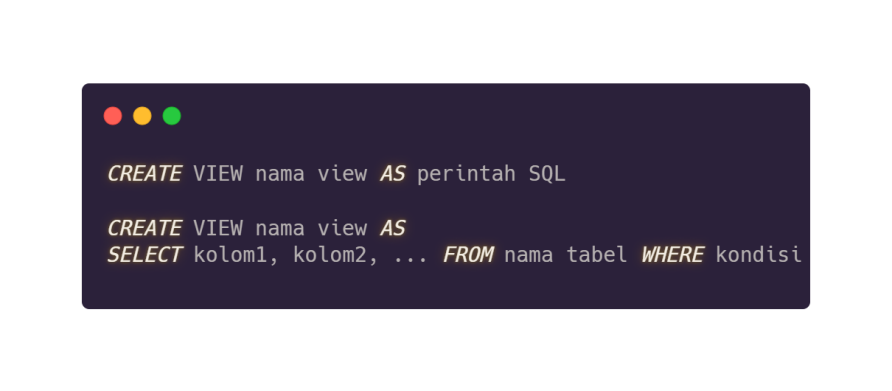 CREATE VIEW nama view AS perintah SQL
CREATE VIEW nama view AS
SELECT kolom1, kolom2, ... FROM nama tabel WHERE kondisi